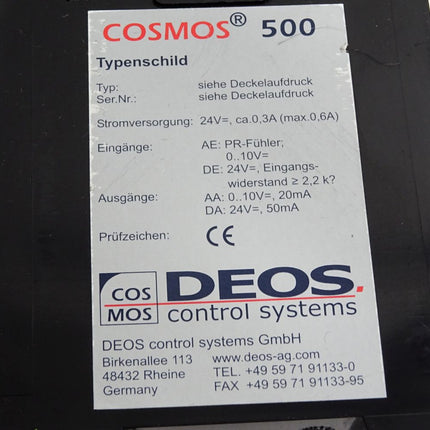 COSMOS® 500
Typenschild
Typ: siehe Deckelaufdruck
Ser.Nr.: siehe Deckelaufdruck
Stromversorgung: 24V=, ca.0,3A (max.0,6A)
Eingänge: AE: PR-Fühler;
0..10V=
DE: 24V=, Eingangs-
widerstand ≥ 2,2 k?
Ausgänge: AA: 0..10V=, 20mA
DA: 24V=, 50mA
Prüfzeichen: CE
COS MOS DEOS.
control systems
DEOS control systems GmbH
Birkenallee 113 www.deos-ag.com
48432 Rheine TEL. +49 59 71 91133-0
Germany FAX +49 59 71 91133-95